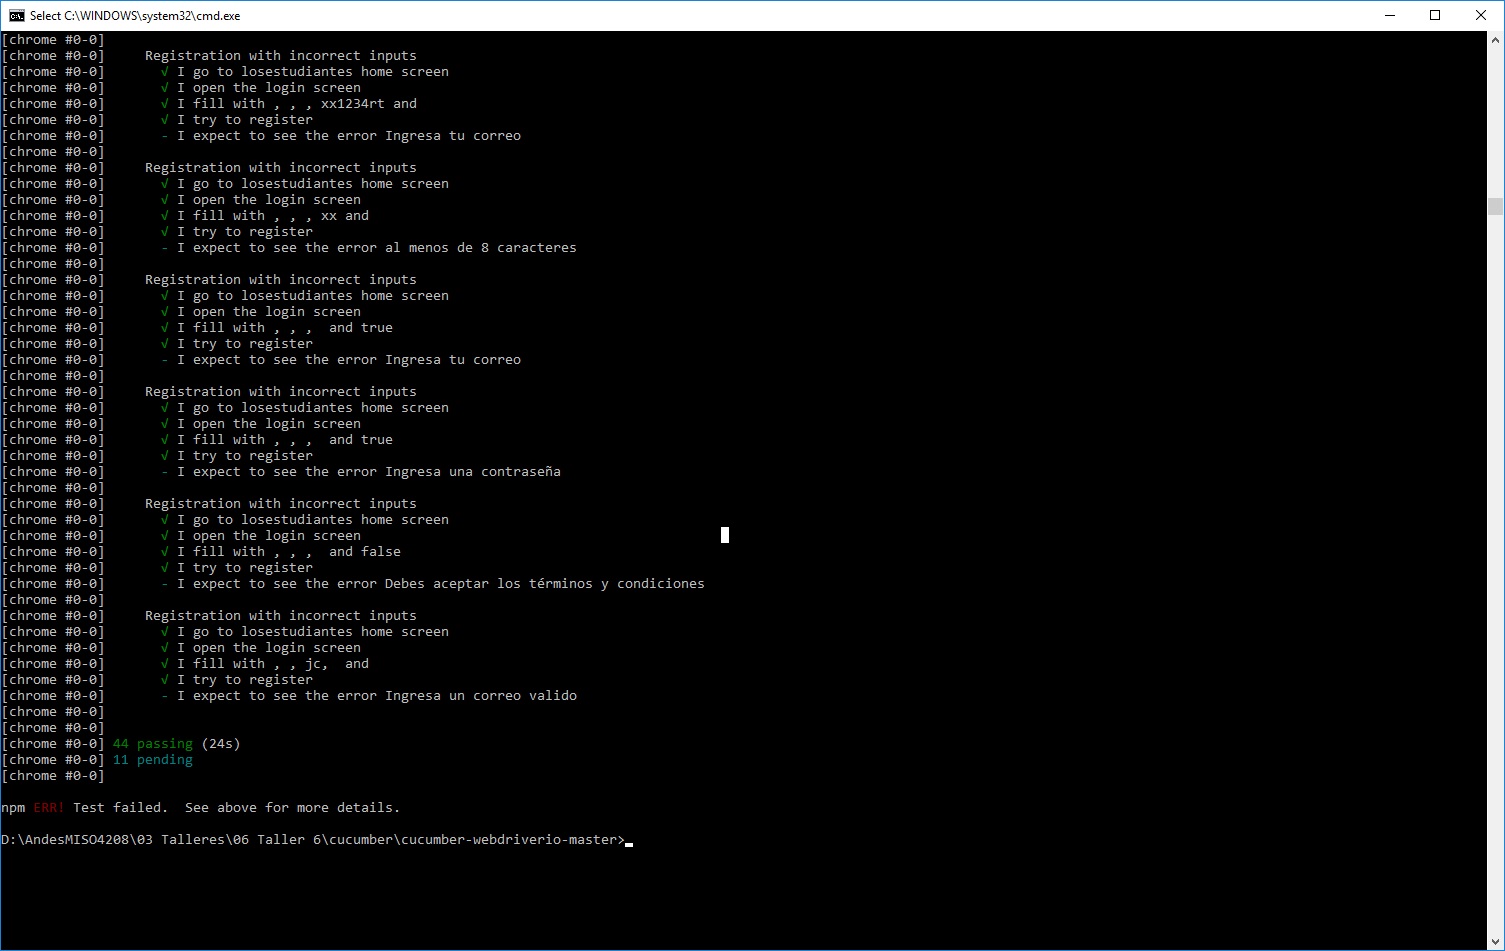 Select C:\WINDOWS\system32\cmd.exe
[chrome #0-0]
[chrome #0-0]     Registration with incorrect inputs
[chrome #0-0]       √ I go to losestudiantes home screen
[chrome #0-0]       √ I open the login screen
[chrome #0-0]       √ I fill with , , , xx1234rt and
[chrome #0-0]       √ I try to register
[chrome #0-0]       - I expect to see the error Ingresa tu correo
[chrome #0-0]
[chrome #0-0]     Registration with incorrect inputs
[chrome #0-0]       √ I go to losestudiantes home screen
[chrome #0-0]       √ I open the login screen
[chrome #0-0]       √ I fill with , , , xx and
[chrome #0-0]       √ I try to register
[chrome #0-0]       - I expect to see the error al menos de 8 caracteres
[chrome #0-0]
[chrome #0-0]     Registration with incorrect inputs
[chrome #0-0]       √ I go to losestudiantes home screen
[chrome #0-0]       √ I open the login screen
[chrome #0-0]       √ I fill with , , ,  and true
[chrome #0-0]       √ I try to register
[chrome #0-0]       - I expect to see the error Ingresa tu correo
[chrome #0-0]
[chrome #0-0]     Registration with incorrect inputs
[chrome #0-0]       √ I go to losestudiantes home screen
[chrome #0-0]       √ I open the login screen
[chrome #0-0]       √ I fill with , , ,  and true
[chrome #0-0]       √ I try to register
[chrome #0-0]       - I expect to see the error Ingresa una contraseña
[chrome #0-0]
[chrome #0-0]     Registration with incorrect inputs
[chrome #0-0]       √ I go to losestudiantes home screen
[chrome #0-0]       √ I open the login screen
[chrome #0-0]       √ I fill with , , ,  and false
[chrome #0-0]       √ I try to register
[chrome #0-0]       - I expect to see the error Debes aceptar los términos y condiciones
[chrome #0-0]
[chrome #0-0]     Registration with incorrect inputs
[chrome #0-0]       √ I go to losestudiantes home screen
[chrome #0-0]       √ I open the login screen
[chrome #0-0]       √ I fill with , , jc,  and
[chrome #0-0]       √ I try to register
[chrome #0-0]       - I expect to see the error Ingresa un correo valido
[chrome #0-0]
[chrome #0-0]
[chrome #0-0] 44 passing (24s)
[chrome #0-0] 11 pending
[chrome #0-0]
npm ERR! Test failed.  See above for more details.
D:\AndesMISO4208\03 Talleres\06 Taller 6\cucumber\cucumber-webdriverio-master>